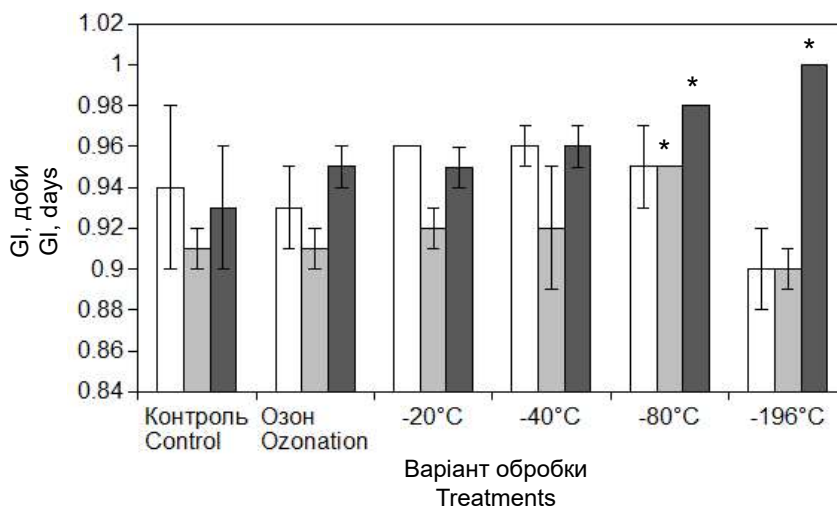 1.02
1
0.98
0.96
0.94
0.92
0.9
0.88
0.86
0.84
GI, доби
GI, days
* * *
Контроль Озон -20°C -40°C -80°C -196°C
Control Ozonation
Варіант обробки
Treatments